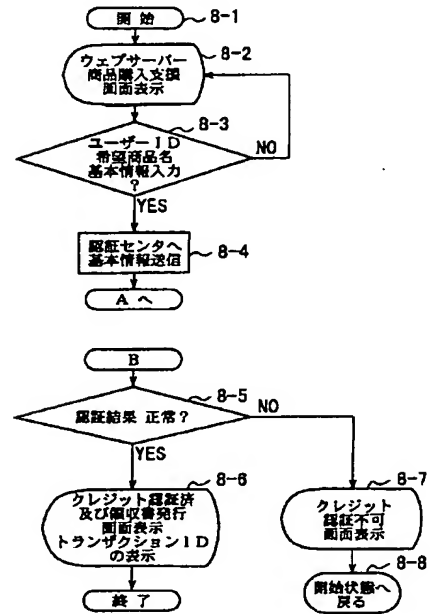 開 始
8-1
ウェブサーバー
商品購入支援
画面表示
8-2
ユーザーID
希望商品名
基本情報入力
?
8-3
NO
YES
認証センタへ
基本情報送信
8-4
A へ
B
認証結果 正常?
8-5
NO
YES
クレジット認証済
及び領収書発行
画面表示
トランザクションID
の表示
8-6
クレジット
認証不可
画面表示
8-7
終 了
開始状態へ
戻る
8-8